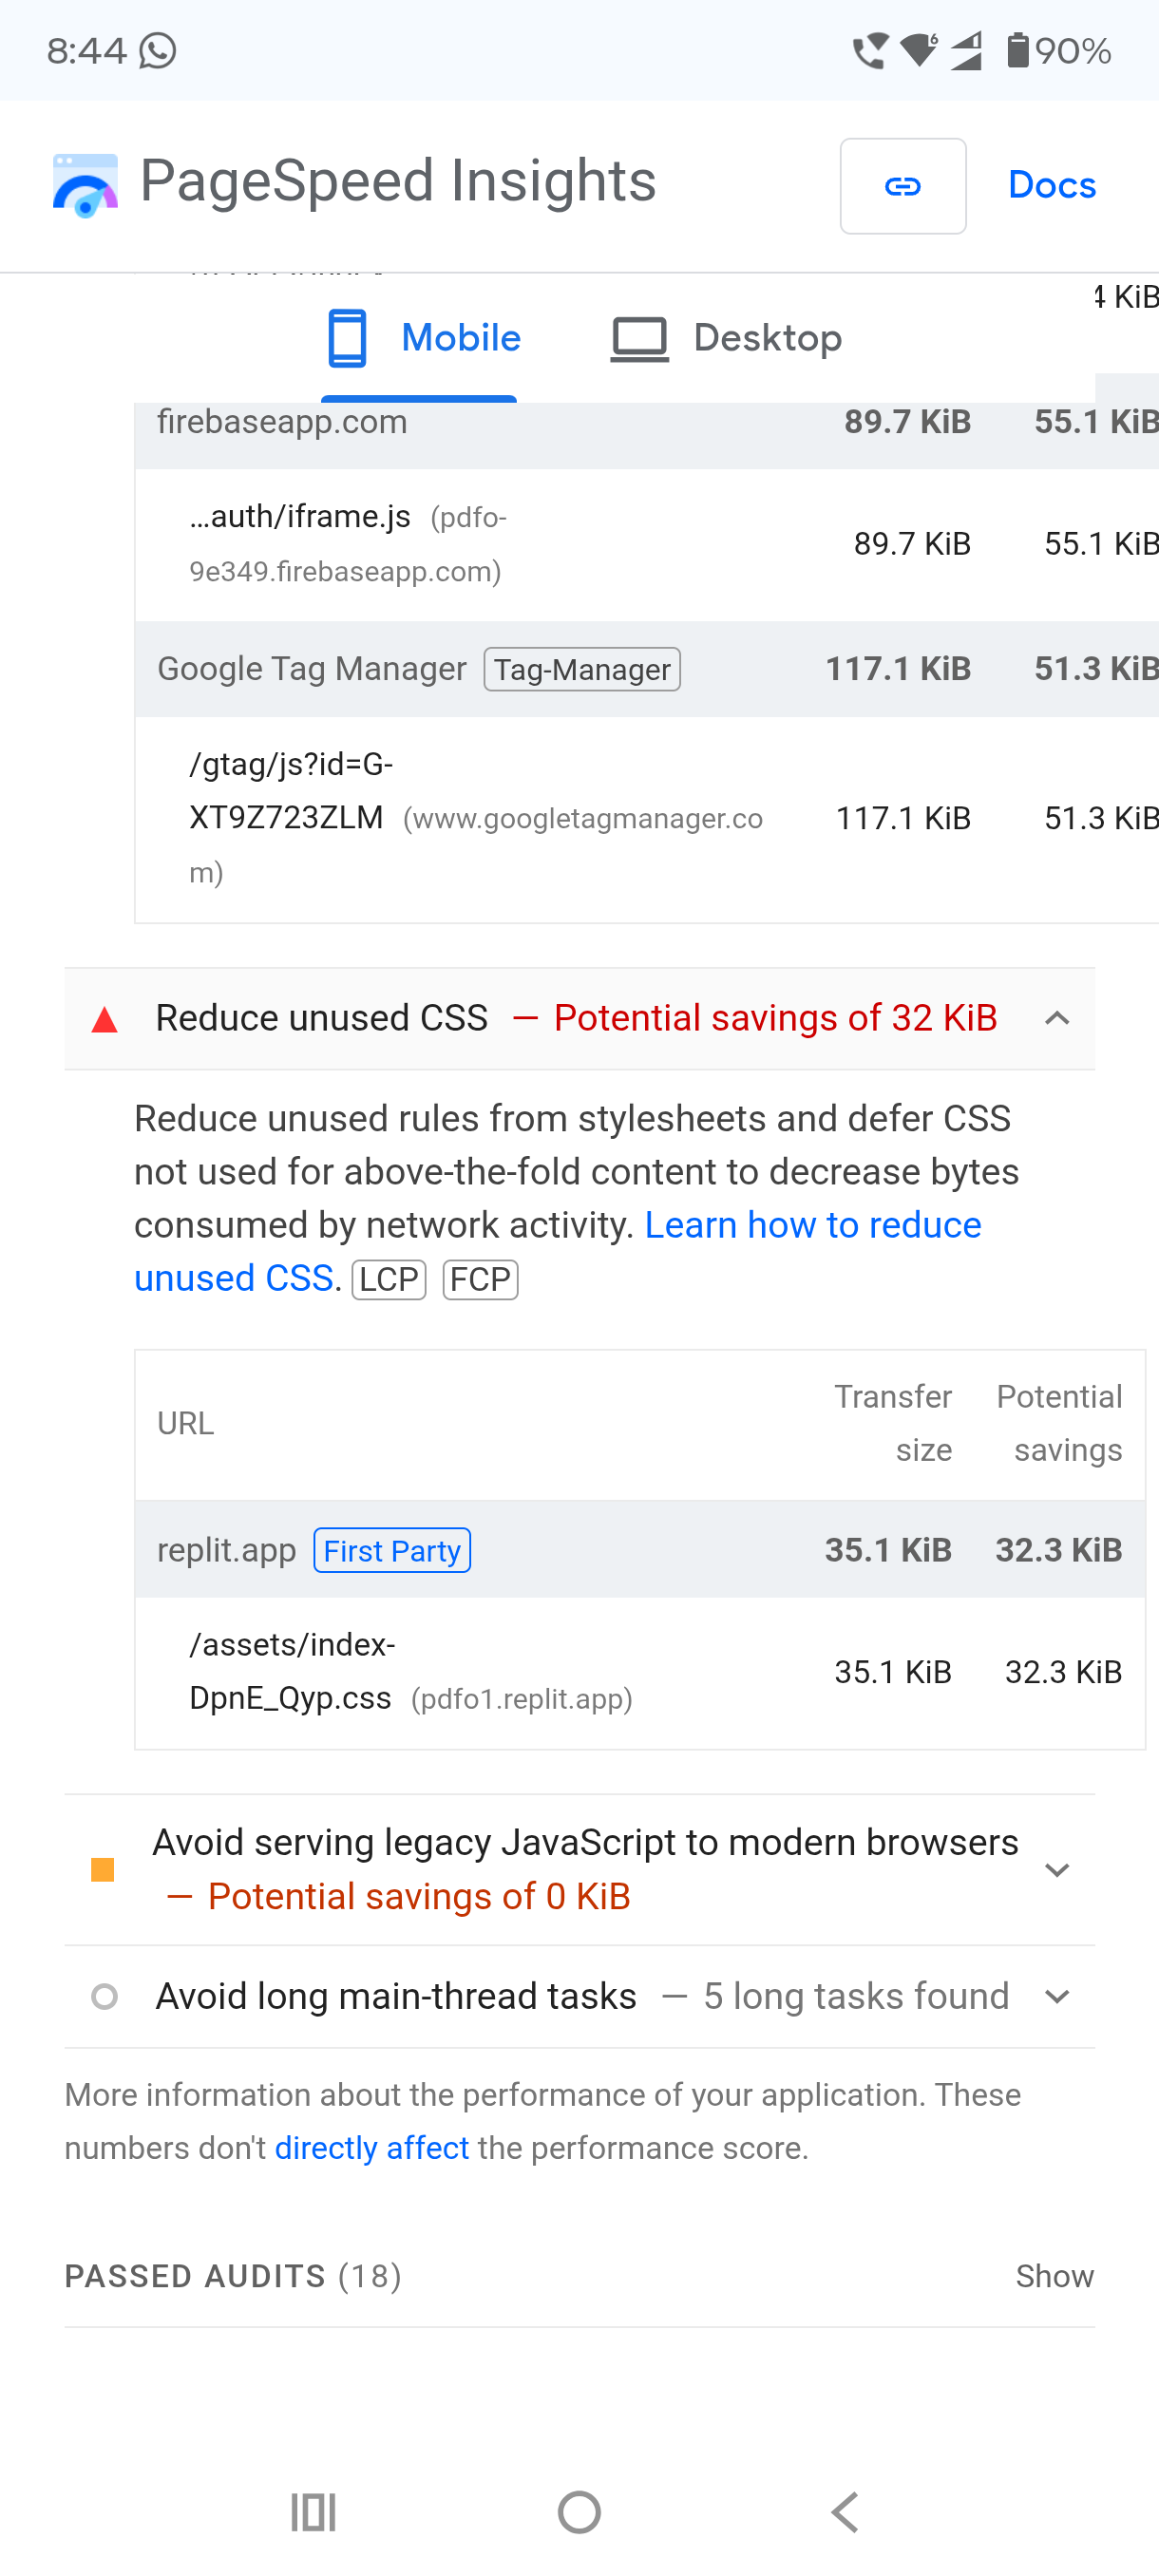 8:44
6
90%
PageSpeed Insights
Docs
4 KiB
Mobile
Desktop
firebaseapp.com 89.7 KiB 55.1 KiB
…auth/iframe.js (pdfo-
9e349.firebaseapp.com)
89.7 KiB 55.1 KiB
Google Tag Manager Tag-Manager 117.1 KiB 51.3 KiB
/gtag/js?id=G-
XT9Z723ZLM (www.googletagmanager.co
m)
117.1 KiB 51.3 KiB
Reduce unused CSS — Potential savings of 32 KiB
Reduce unused rules from stylesheets and defer CSS
not used for above-the-fold content to decrease bytes
consumed by network activity. Learn how to reduce
unused CSS. LCP FCP
URL
Transfer
size
Potential
savings
replit.app First Party 35.1 KiB 32.3 KiB
/assets/index-
DpnE_Qyp.css (pdfo1.replit.app)
35.1 KiB 32.3 KiB
Avoid serving legacy JavaScript to modern browsers
— Potential savings of 0 KiB
Avoid long main-thread tasks — 5 long tasks found
More information about the performance of your application. These
numbers don't directly affect the performance score.
PASSED AUDITS (18)
Show